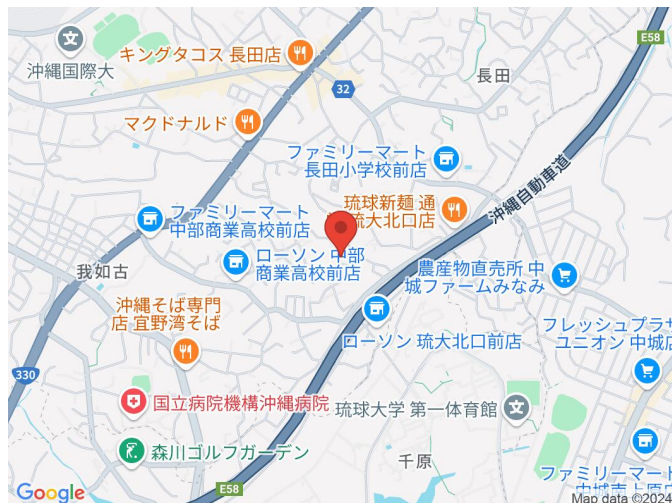 E58
沖縄国際大
キングタコス 長田店
長田
32
マクドナルド
ファミリーマート
長田小学校前店
沖縄自動車道
琉球新麺 通
琉大北口店
ファミリーマート
中部商業高校前店
ローソン 中部
商業高校前店
我如古
農産物直売所 中
城ファームみなみ
沖縄そば専門
店 宜野湾そば
ローソン 琉大北口前店
フレッシュプラザ
ユニオン 中城店
330
国立病院機構沖縄病院
琉球大学 第一体育館
森川ゴルフガーデン
千原
ファミリーマート
中城南上原
E58
Google
Map data ©2024